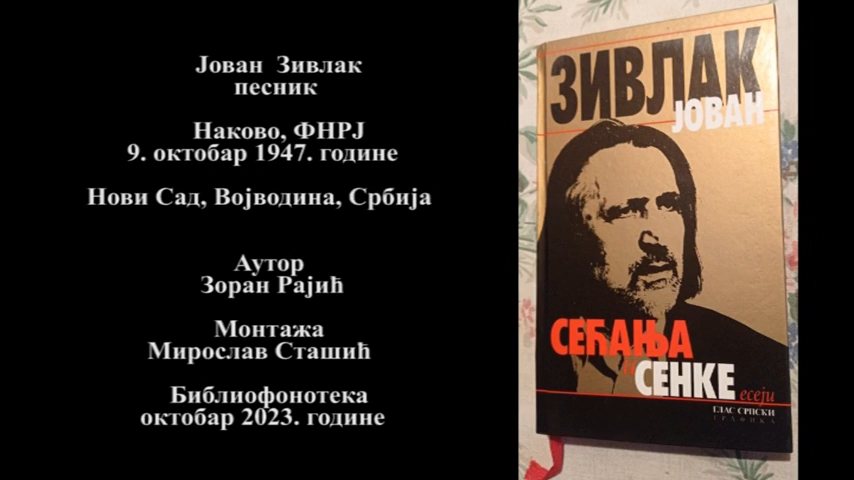 Јован Зивлак
песник
Наково, ФНРЈ
9. октобар 1947. године
Нови Сад, Војводина, Србија
Аутор
Зоран Рајић
Монтажа
Мирослав Сташић
Библиофонотека
октобар 2023. године
ЗИВЛАК
ЈОВАН
СЕЋАЊА
и
СЕНКЕ есеји
ГЛАС СРПСКИ
ГРАФИКА